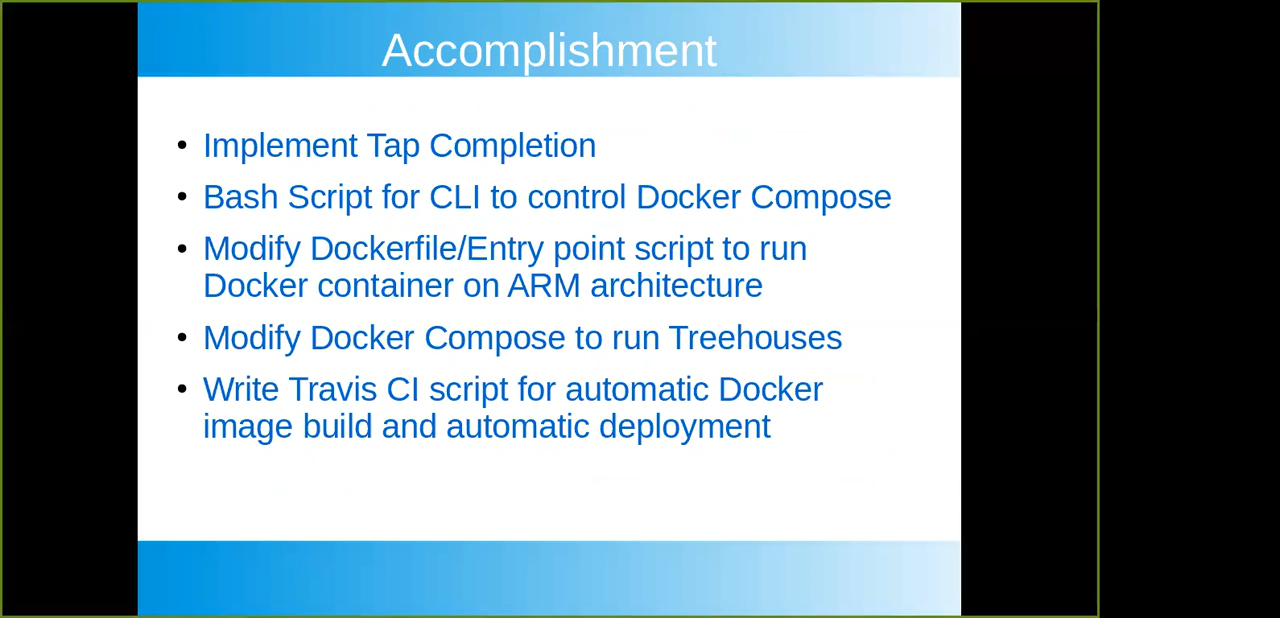 Accomplishment
• Implement Tap Completion
• Bash Script for CLI to control Docker Compose
• Modify Dockerfile/Entry point script to run
Docker container on ARM architecture
• Modify Docker Compose to run Treehouses
• Write Travis CI script for automatic Docker
image build and automatic deployment